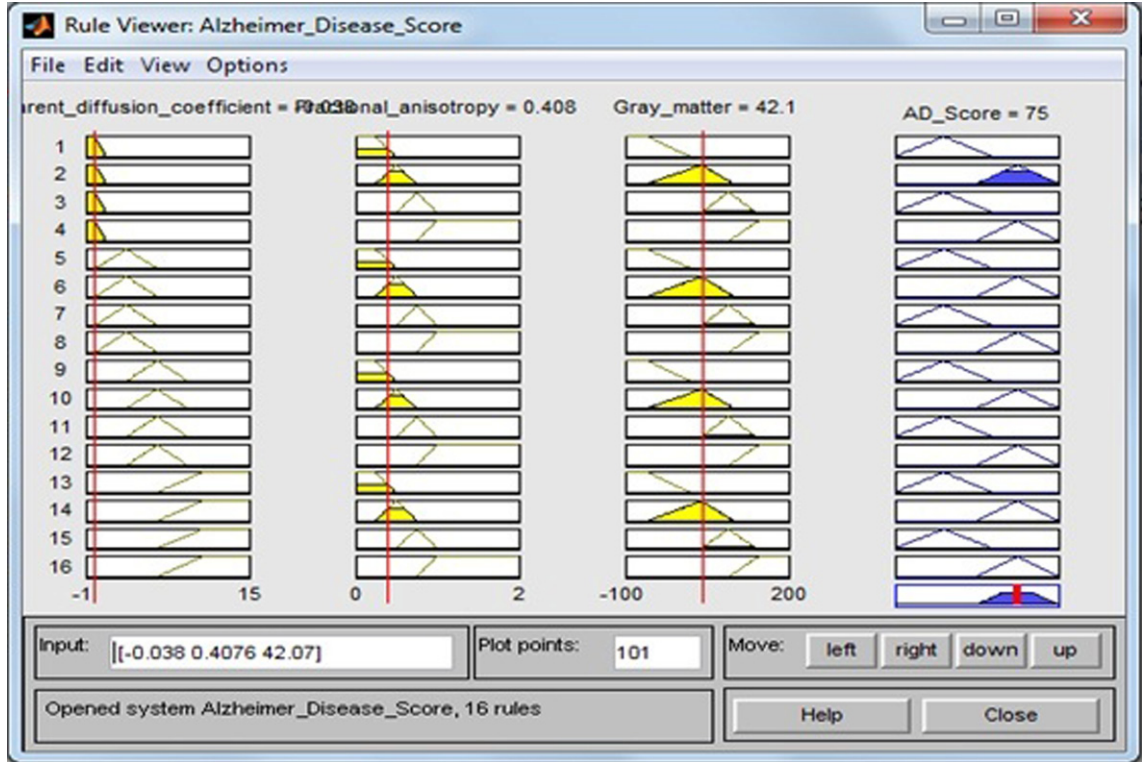 Rule Viewer: Alzheimer_Disease_Score
File Edit View Options
rent_diffusion_coefficient = -0.038 Fractional_anisotropy = 0.408 Gray_matter = 42.1 AD_Score = 75
1
2
3
4
5
6
7
8
9
10
11
12
13
14
15
16
-1 15 0 2 -100 200
Input: [-0.038 0.4076 42.07] Plot points: 101 Move: left right down up
Opened system Alzheimer_Disease_Score, 16 rules Help Close